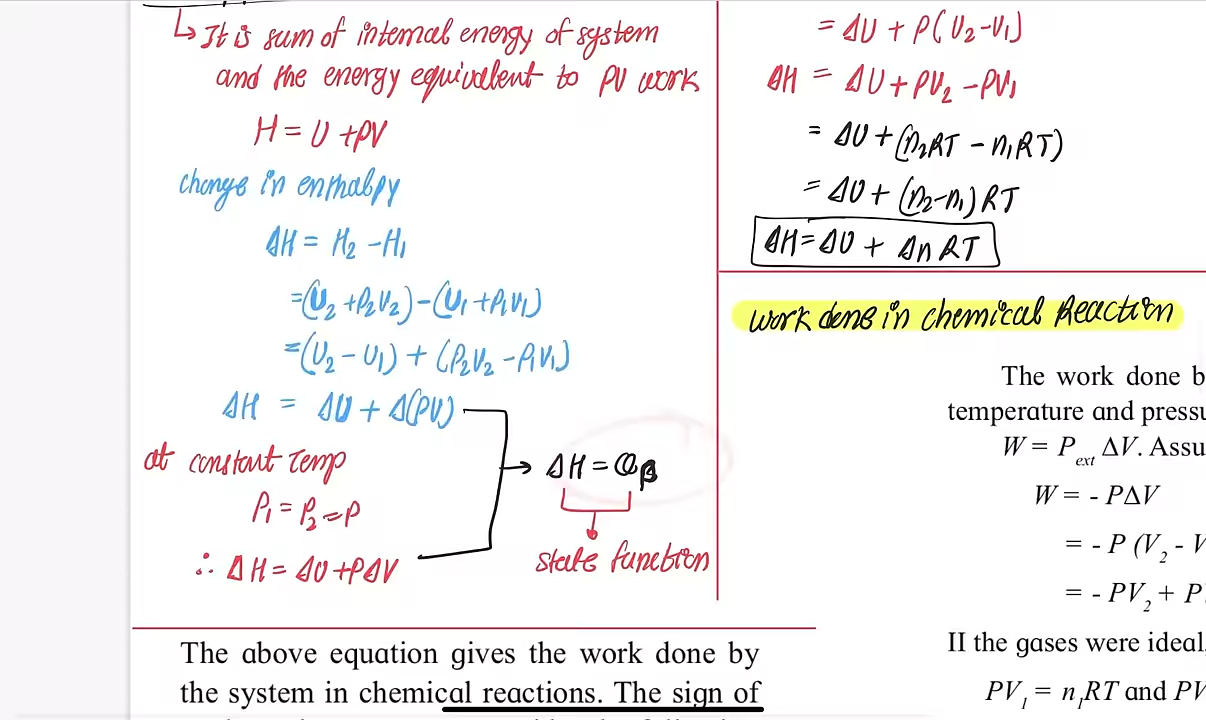 ↳ It is sum of internal energy of system
and the energy equivalent to PV work
H = U + PV
change in enthalpy
ΔH = H₂ - H₁
= (U₂ + P₂V₂) - (U₁ + P₁V₁)
= (U₂ - U₁) + (P₂V₂ - P₁V₁)
ΔH = ΔU + Δ(PV)
at constant Temp
P₁ = P₂ = P
∴ ΔH = ΔU + PΔV
→ ΔH = Qp
state function
The above equation gives the work done by
the system in chemical reactions. The sign of
= ΔU + P(V₂ - V₁)
ΔH = ΔU + PV₂ - PV₁
= ΔU + (n₂RT - n₁RT)
= ΔU + (n₂ - n₁) RT
ΔH = ΔU + Δn RT
work done in chemical Reaction
The work done b
temperature and pressu
W = P_ext ΔV. Assu
W = - PΔV
= - P (V₂ - V
= - PV₂ + P
II the gases were ideal,
PV₁ = n₁RT and PV